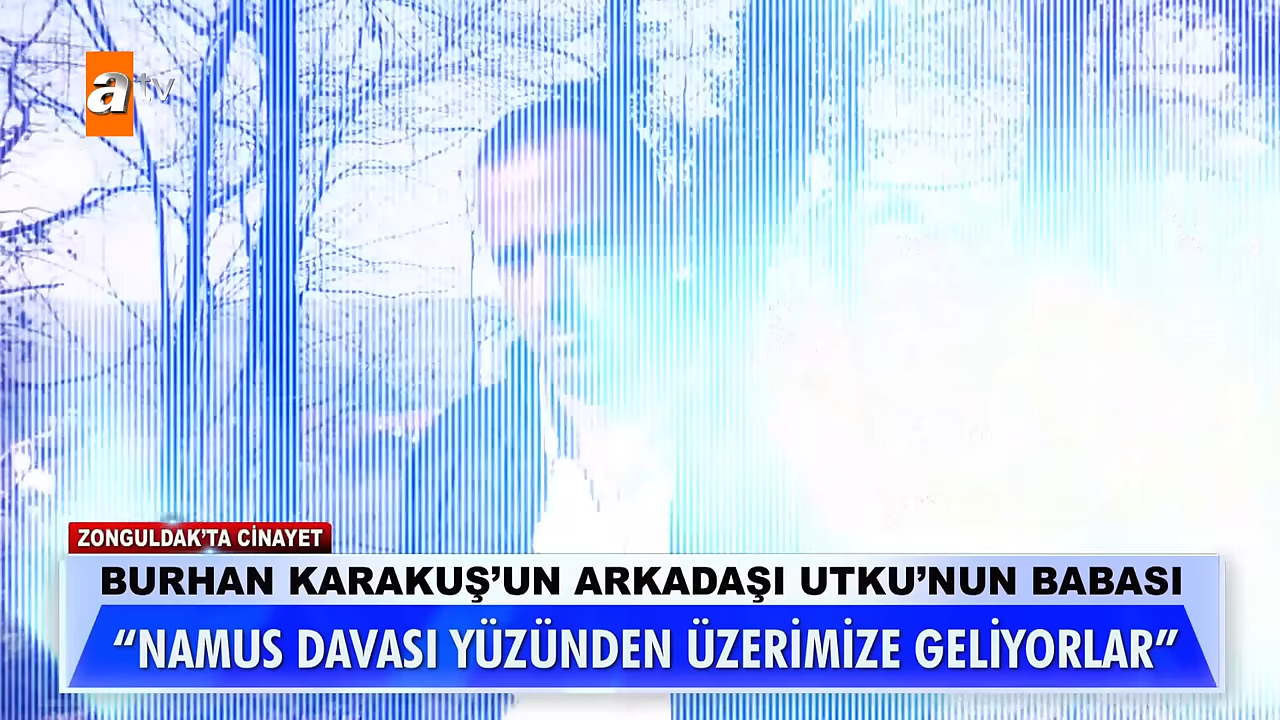 atv
ZONGULDAK'TA CİNAYET
BURHAN KARAKUŞ'UN ARKADAŞI UTKU'NUN BABASI
“NAMUS DAVASI YÜZÜNDEN ÜZERİMİZE GELİYORLAR”